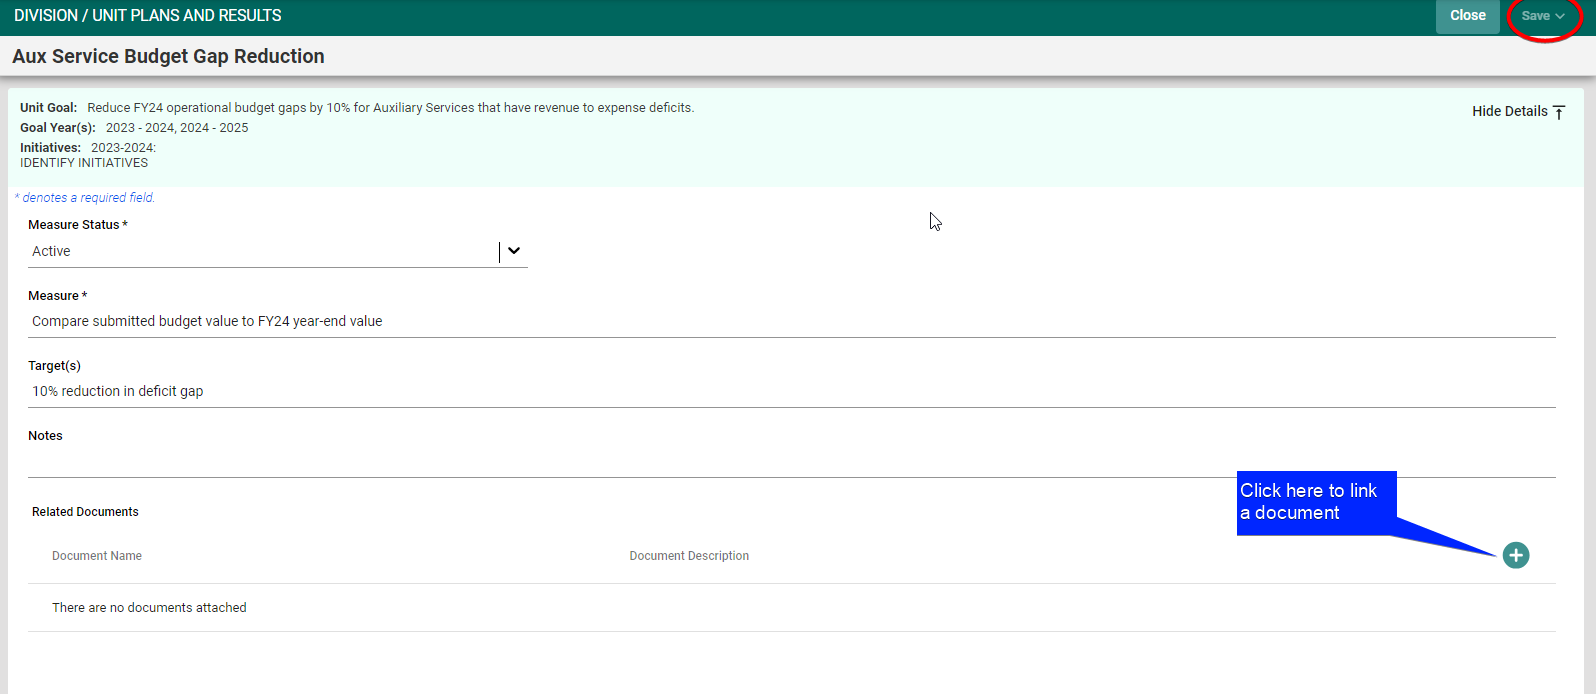 DIVISION / UNIT PLANS AND RESULTS
Close
Save
Aux Service Budget Gap Reduction
Unit Goal: Reduce FY24 operational budget gaps by 10% for Auxiliary Services that have revenue to expense deficits.
Hide Details
Goal Year(s): 2023 - 2024, 2024 - 2025
Initiatives: 2023-2024:
IDENTIFY INITIATIVES
* denotes a required field.
Measure Status *
Active
Measure *
Compare submitted budget value to FY24 year-end value
Target(s)
10% reduction in deficit gap
Notes
Click here to link
a document
Related Documents
Document Name
Document Description
There are no documents attached